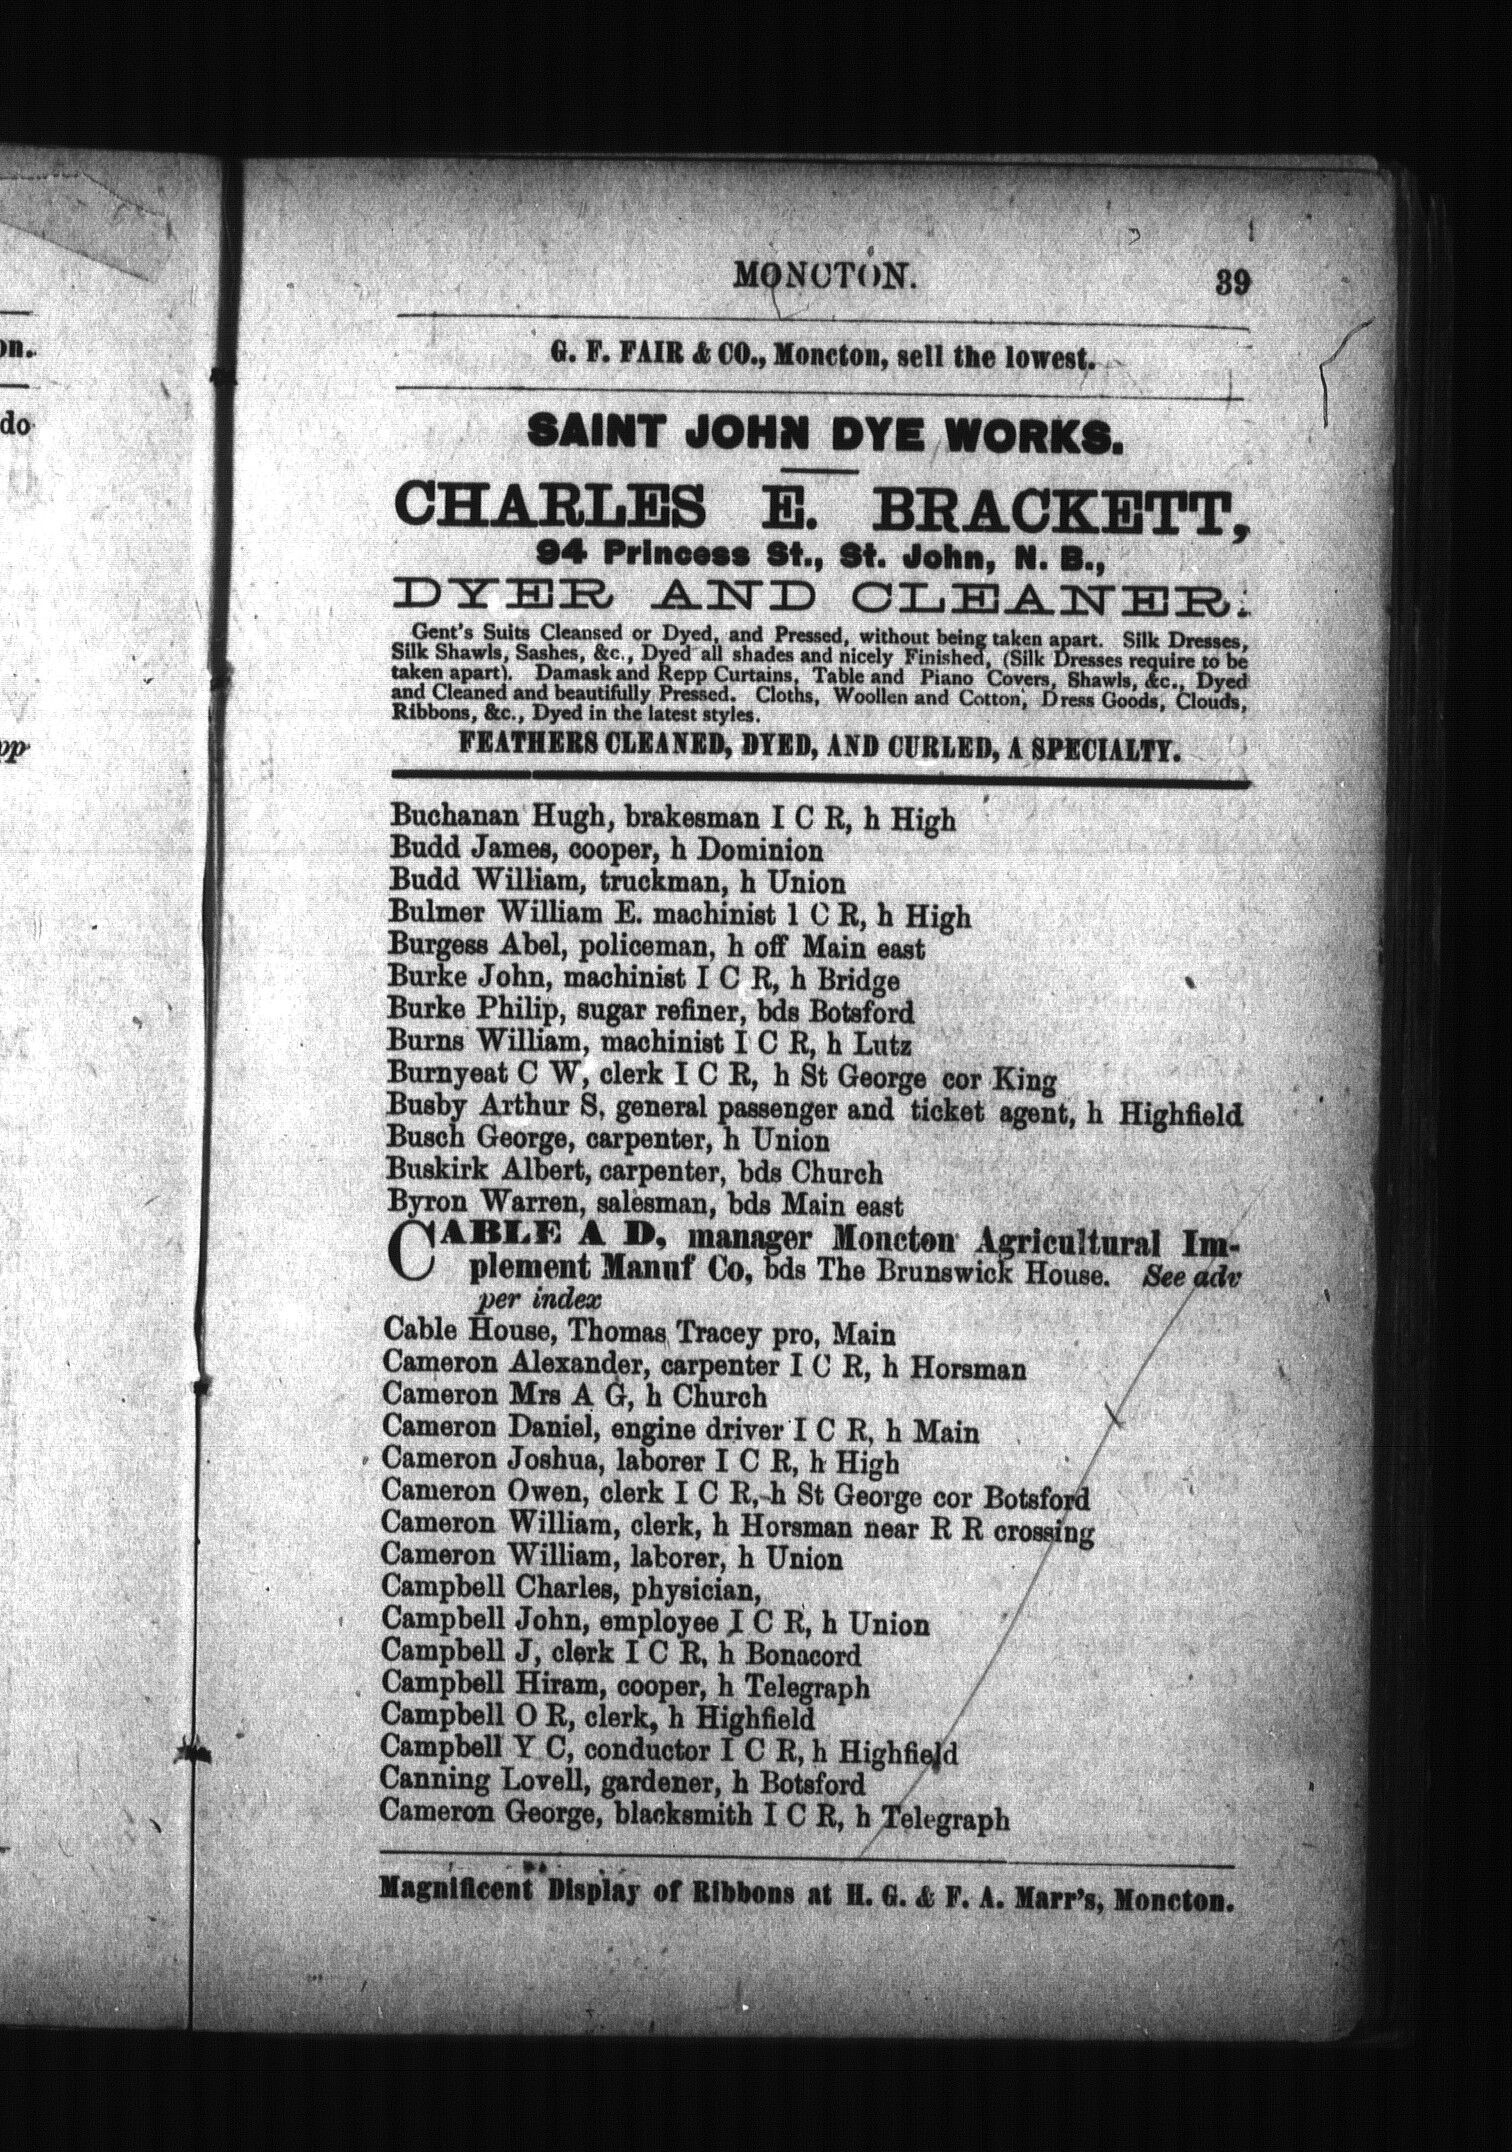 MONCTON. 39
G. F. FAIR & CO., Moncton, sell the lowest.
SAINT JOHN DYE WORKS.
CHARLES E. BRACKETT,
94 Princess St., St. John, N. B.,
DYER AND CLEANER.
Gent's Suits Cleansed or Dyed, and Pressed, without being taken apart. Silk Dresses,
Silk Shawls, Sashes, &c., Dyed all shades and nicely Finished, (Silk Dresses require to be
taken apart). Damask and Repp Curtains, Table and Piano Covers, Shawls, &c., Dyed
and Cleaned and beautifully Pressed. Cloths, Woollen and Cotton, Dress Goods, Clouds,
Ribbons, &c., Dyed in the latest styles.
FEATHERS CLEANED, DYED, AND CURLED, A SPECIALTY.
Buchanan Hugh, brakesman I C R, h High
Budd James, cooper, h Dominion
Budd William, truckman, h Union
Bulmer William E. machinist 1 C R, h High
Burgess Abel, policeman, h off Main east
Burke John, machinist I C R, h Bridge
Burke Philip, sugar refiner, bds Botsford
Burns William, machinist I C R, h Lutz
Burnyeat C W, clerk I C R, h St George cor King
Busby Arthur S, general passenger and ticket agent, h Highfield
Busch George, carpenter, h Union
Buskirk Albert, carpenter, bds Church
Byron Warren, salesman, bds Main east
CABLE A D, manager Moncton Agricultural Im-
plement Manuf Co, bds The Brunswick House. See adv
per index
Cable House, Thomas Tracey pro, Main
Cameron Alexander, carpenter I C R, h Horsman
Cameron Mrs A G, h Church
Cameron Daniel, engine driver I C R, h Main
Cameron Joshua, laborer I C R, h High
Cameron Owen, clerk I C R, h St George cor Botsford
Cameron William, clerk, h Horsman near R R crossing
Cameron William, laborer, h Union
Campbell Charles, physician,
Campbell John, employee I C R, h Union
Campbell J, clerk I C R, h Bonacord
Campbell Hiram, cooper, h Telegraph
Campbell O R, clerk, h Highfield
Campbell Y C, conductor I C R, h Highfield
Canning Lovell, gardener, h Botsford
Cameron George, blacksmith I C R, h Telegraph
Magnificent Display of Ribbons at H. G. & F. A. Marr's, Moncton.